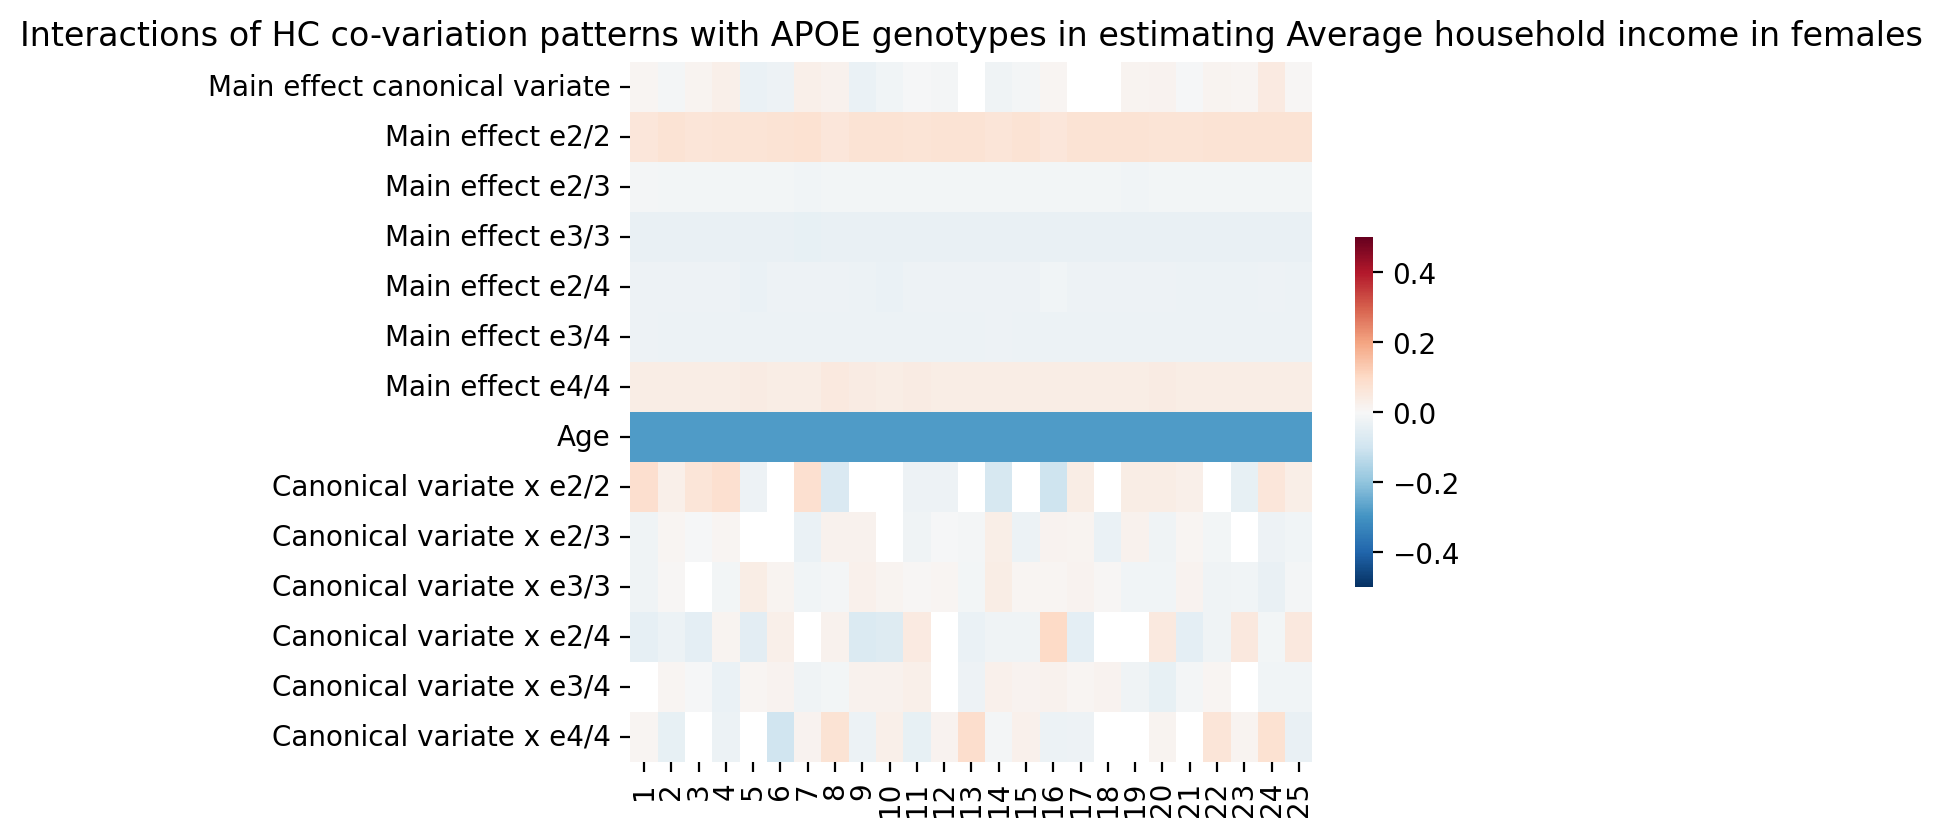 Interactions of HC co-variation patterns with APOE genotypes in estimating Average household income in females
Main effect canonical variate
Main effect e2/2
Main effect e2/3
Main effect e3/3
Main effect e2/4
Main effect e3/4
Main effect e4/4
Age
Canonical variate x e2/2
Canonical variate x e2/3
Canonical variate x e3/3
Canonical variate x e2/4
Canonical variate x e3/4
Canonical variate x e4/4
1 2 3 4 5 6 7 8 9 10 11 12 13 14 15 16 17 18 19 20 21 22 23 24 25
0.4
0.2
0.0
−0.2
−0.4